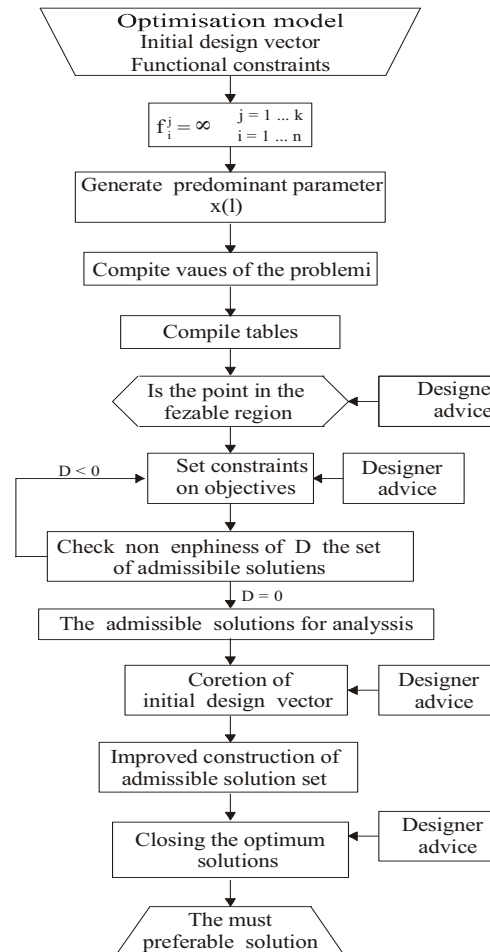 Optimisation model
Initial design vector
Functional constraints
f_i^j = ∞ j = 1 ... k
i = 1 ... n
Generate predominant parameter
x(l)
Compite vaues of the problemi
Compile tables
Is the point in the
fezable region
Designer
advice
D < 0
Set constraints
on objectives
Designer
advice
Check non enphiness of D the set
of admissibile solutiens
D = 0
The admissible solutions for analyssis
Coretion of
initial design vector
Designer
advice
Improved construction of
admissible solution set
Closing the optimum
solutions
Designer
advice
The must
preferable solution